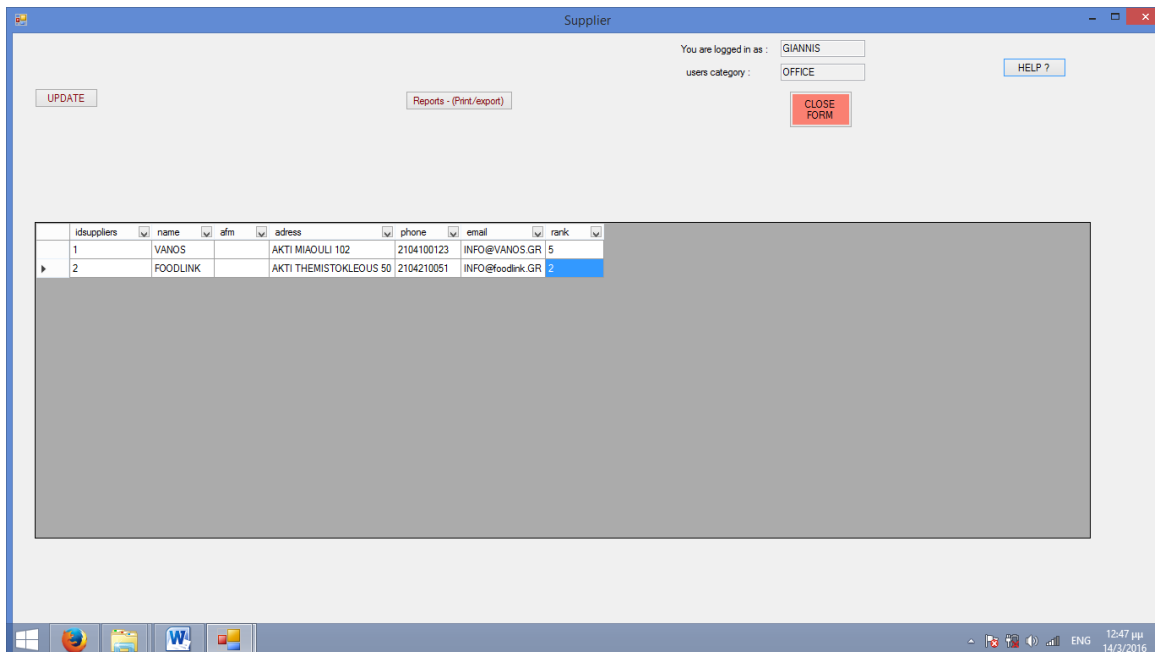 Supplier
You are logged in as : GIANNIS
users category : OFFICE
HELP ?
UPDATE
Reports - (Print/export)
CLOSE
FORM
idsuppliers name afm adress phone email rank
1 VANOS AKTI MIAOULI 102 2104100123 INFO@VANOS.GR 5
2 FOODLINK AKTI THEMISTOKLEOUS 50 2104210051 INFO@foodlink.GR 2
W
ENG
12:47 μμ
14/3/2016